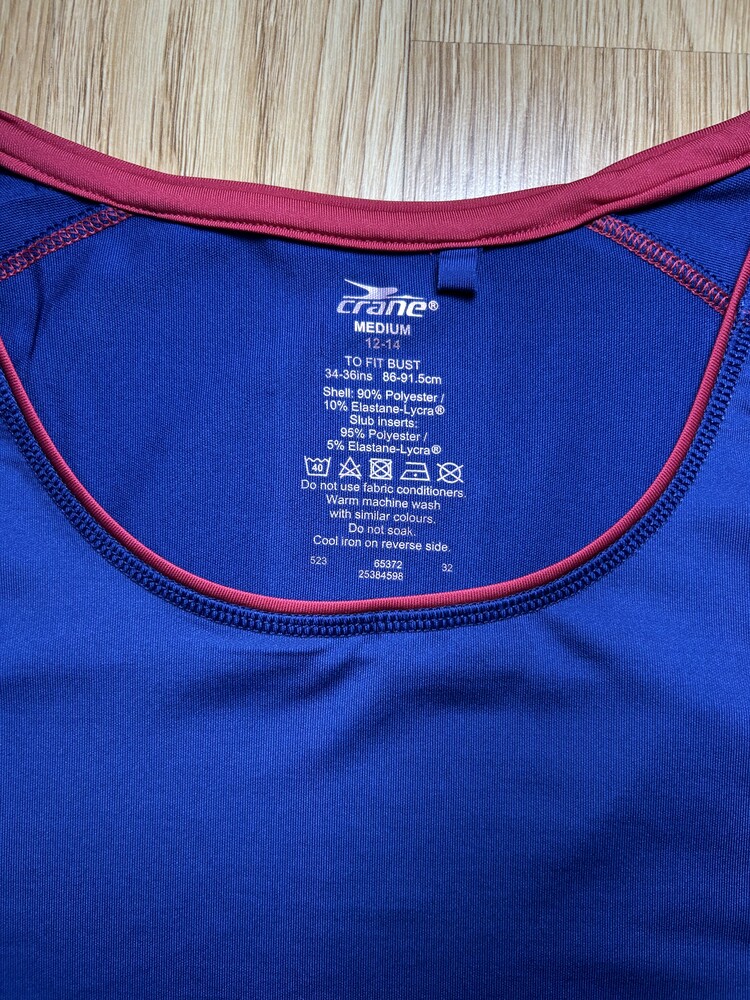 crane®
MEDIUM
12-14
TO FIT BUST
34-36ins 86-91.5cm
Shell: 90% Polyester /
10% Elastane-Lycra®
Slub inserts:
95% Polyester /
5% Elastane-Lycra®
40
Do not use fabric conditioners.
Warm machine wash
with similar colours.
Do not soak.
Cool iron on reverse side.
523 65372 32
25384598